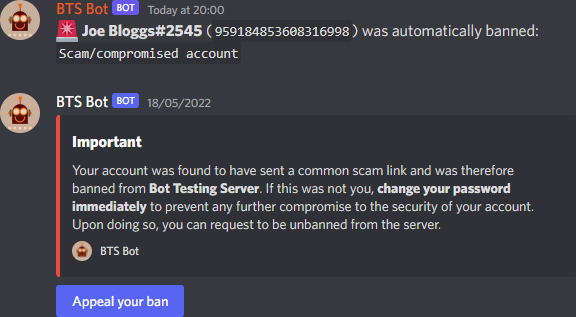 BTS Bot BOT Today at 20:00
🚨 Joe Bloggs#2545 (959184853608316998) was automatically banned:
Scam/compromised account
BTS Bot BOT 18/05/2022
Important
Your account was found to have sent a common scam link and was therefore
banned from Bot Testing Server. If this was not you, change your password
immediately to prevent any further compromise to the security of your account.
Upon doing so, you can request to be unbanned from the server.
BTS Bot
Appeal your ban